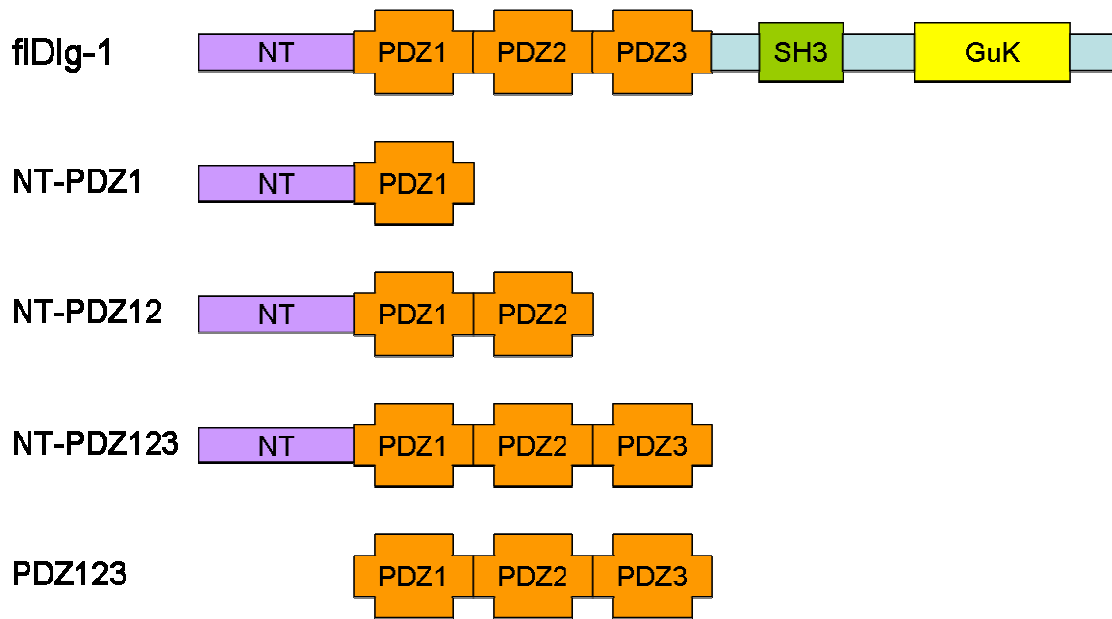 flDlg-1 NT PDZ1 PDZ2 PDZ3 SH3 GuK
NT-PDZ1 NT PDZ1
NT-PDZ12 NT PDZ1 PDZ2
NT-PDZ123 NT PDZ1 PDZ2 PDZ3
PDZ123 PDZ1 PDZ2 PDZ3